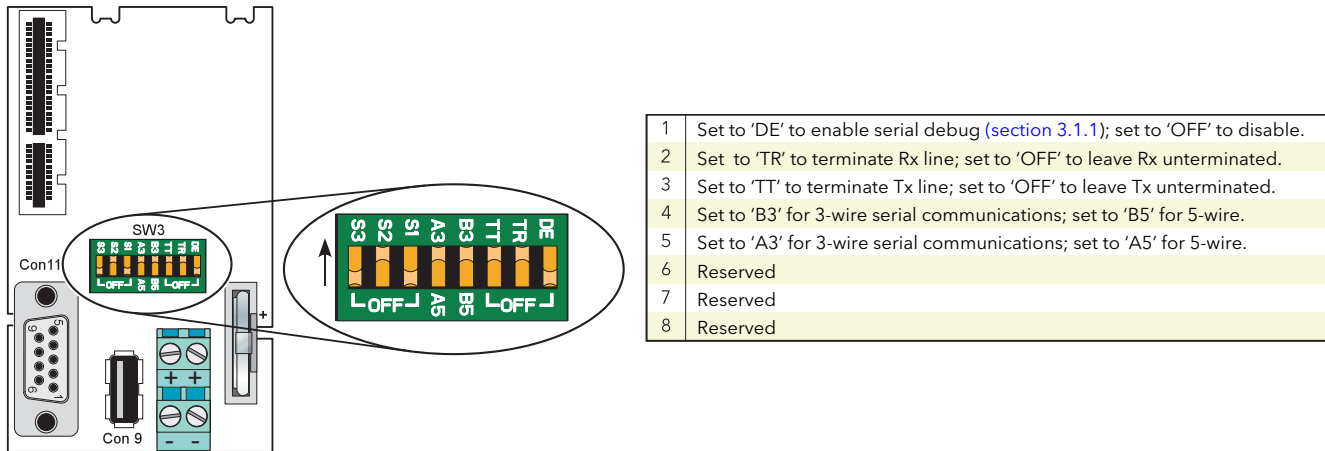 SW3
S3 S2 S1 A3 B3 TT TR DE
OFF A5 B5 OFF
Con11
5
9
1
6
+
+ +
- -
Con 9
S3 S2 S1 A3 B3 TT TR DE
OFF A5 B5 OFF
1 Set to ‘DE’ to enable serial debug (section 3.1.1); set to ‘OFF’ to disable.
2 Set to ‘TR’ to terminate Rx line; set to ‘OFF’ to leave Rx unterminated.
3 Set to ‘TT’ to terminate Tx line; set to ‘OFF’ to leave Tx unterminated.
4 Set to ‘B3’ for 3-wire serial communications; set to ‘B5’ for 5-wire.
5 Set to ‘A3’ for 3-wire serial communications; set to ‘A5’ for 5-wire.
6 Reserved
7 Reserved
8 Reserved